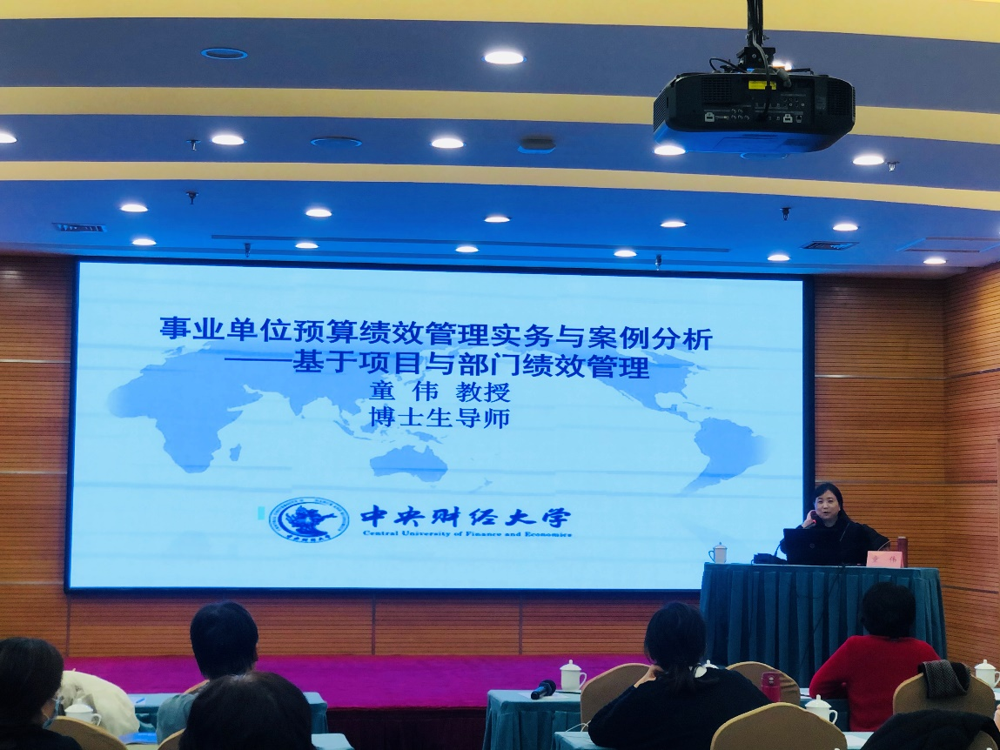 事业单位预算绩效管理实务与案例分析
——基于项目与部门绩效管理
童 伟 教授
博士生导师
中央财经大学
Central University of Finance and Economics
童 伟